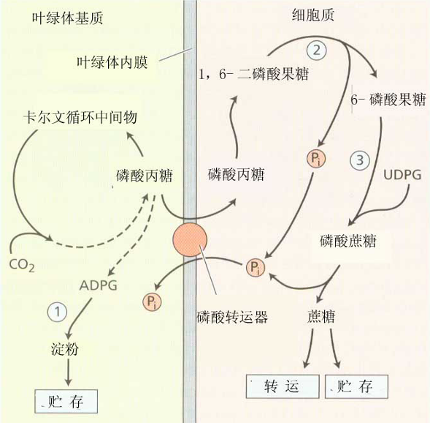 叶绿体基质
细胞质
叶绿体内膜
1，6-二磷酸果糖
②
①
6-磷酸果糖
卡尔文循环中间物
Pi
③
磷酸丙糖
磷酸丙糖
UDPG
磷酸蔗糖
CO2
Pi
ADPG
Pi
①
磷酸转运器
蔗糖
淀粉
贮存
转运
贮存